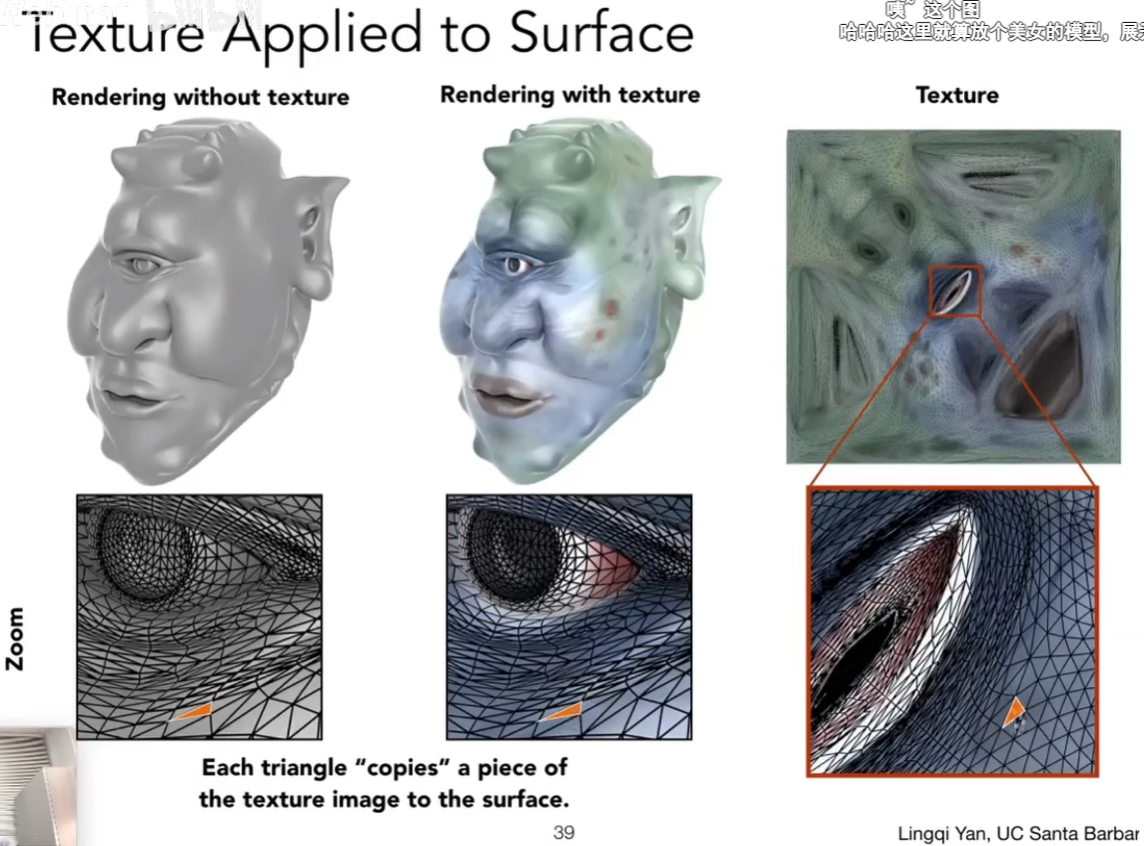 咦 这个图
Texture Applied to Surface
哈哈哈这里就算放个美女的模型，展
Rendering without texture
Rendering with texture
Texture
Zoom
Each triangle “copies” a piece of
the texture image to the surface.
39
Lingqi Yan, UC Santa Barbar